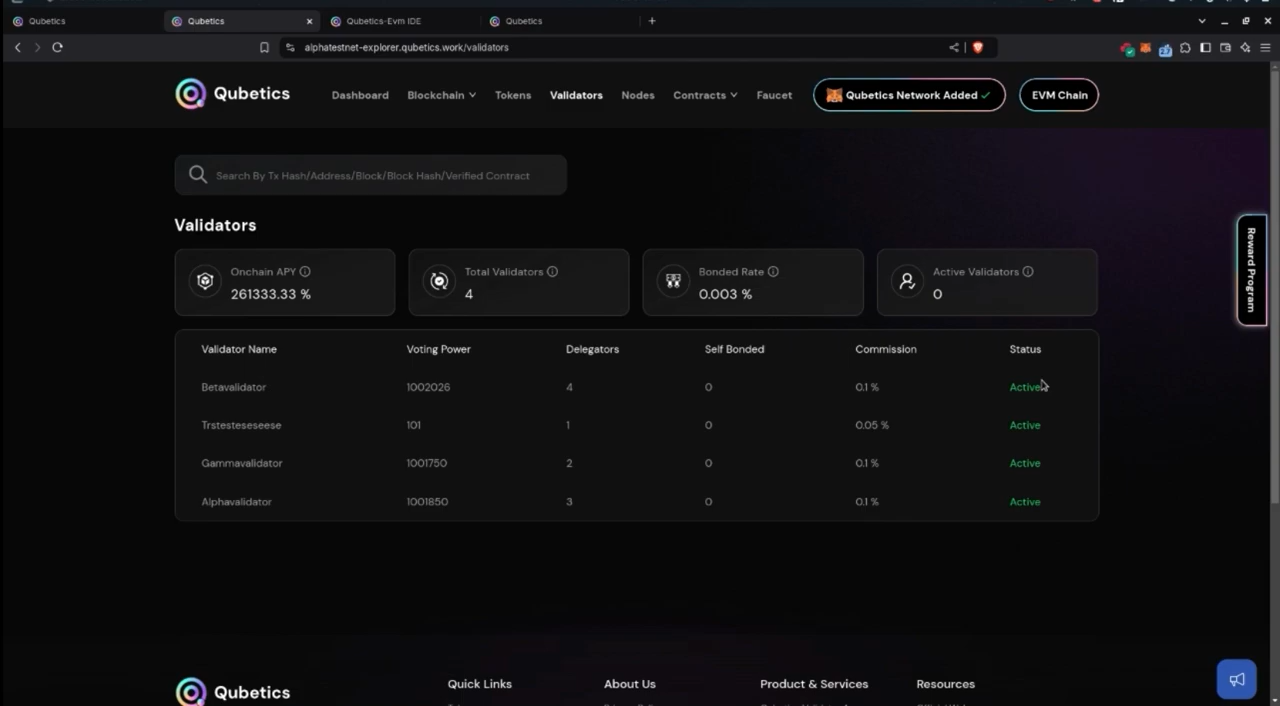 Qubetics
Qubetics
Qubetics-Evm IDE
Qubetics
alphatestnet-explorer.qubetics.work/validators
Qubetics
Dashboard
Blockchain
Tokens
Validators
Nodes
Contracts
Faucet
Qubetics Network Added
EVM Chain
Search By Tx Hash/Address/Block/Block Hash/Verified Contract
Reward Program
Validators
Onchain APY
261333.33 %
Total Validators
4
Bonded Rate
0.003 %
Active Validators
0
Validator Name Voting Power Delegators Self Bonded Commission Status
Betavalidator 1002026 4 0 0.1 % Active
Trstesteseseese 101 1 0 0.05 % Active
Gammavalidator 1001750 2 0 0.1 % Active
Alphavalidator 1001850 3 0 0.1 % Active
Qubetics
Quick Links
About Us
Product & Services
Resources